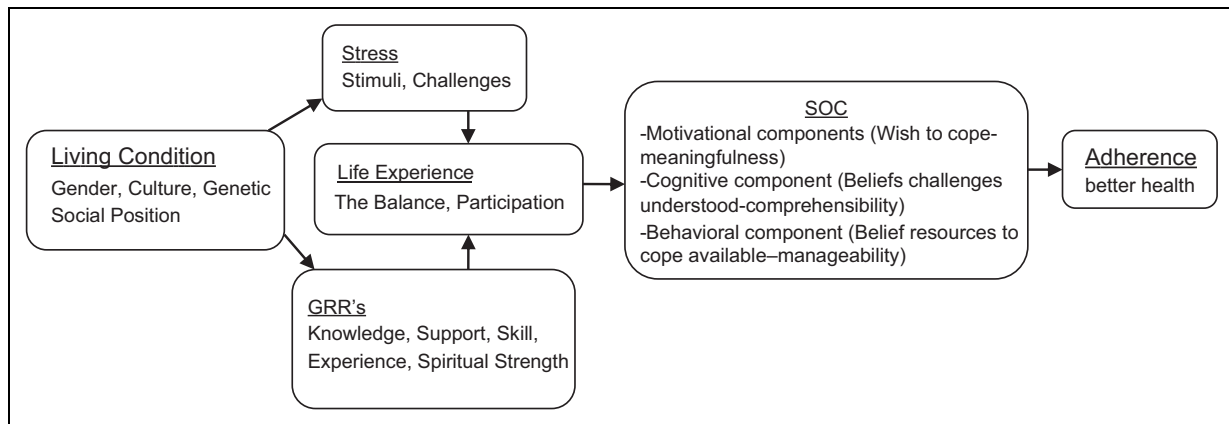 Stress
Stimuli, Challenges
Living Condition
Gender, Culture, Genetic
Social Position
Life Experience
The Balance, Participation
GRR's
Knowledge, Support, Skill,
Experience, Spiritual Strength
SOC
-Motivational components (Wish to cope-
meaningfulness)
-Cognitive component (Beliefs challenges
understood-comprehensibility)
-Behavioral component (Belief resources to
cope available–manageability)
Adherence
better health